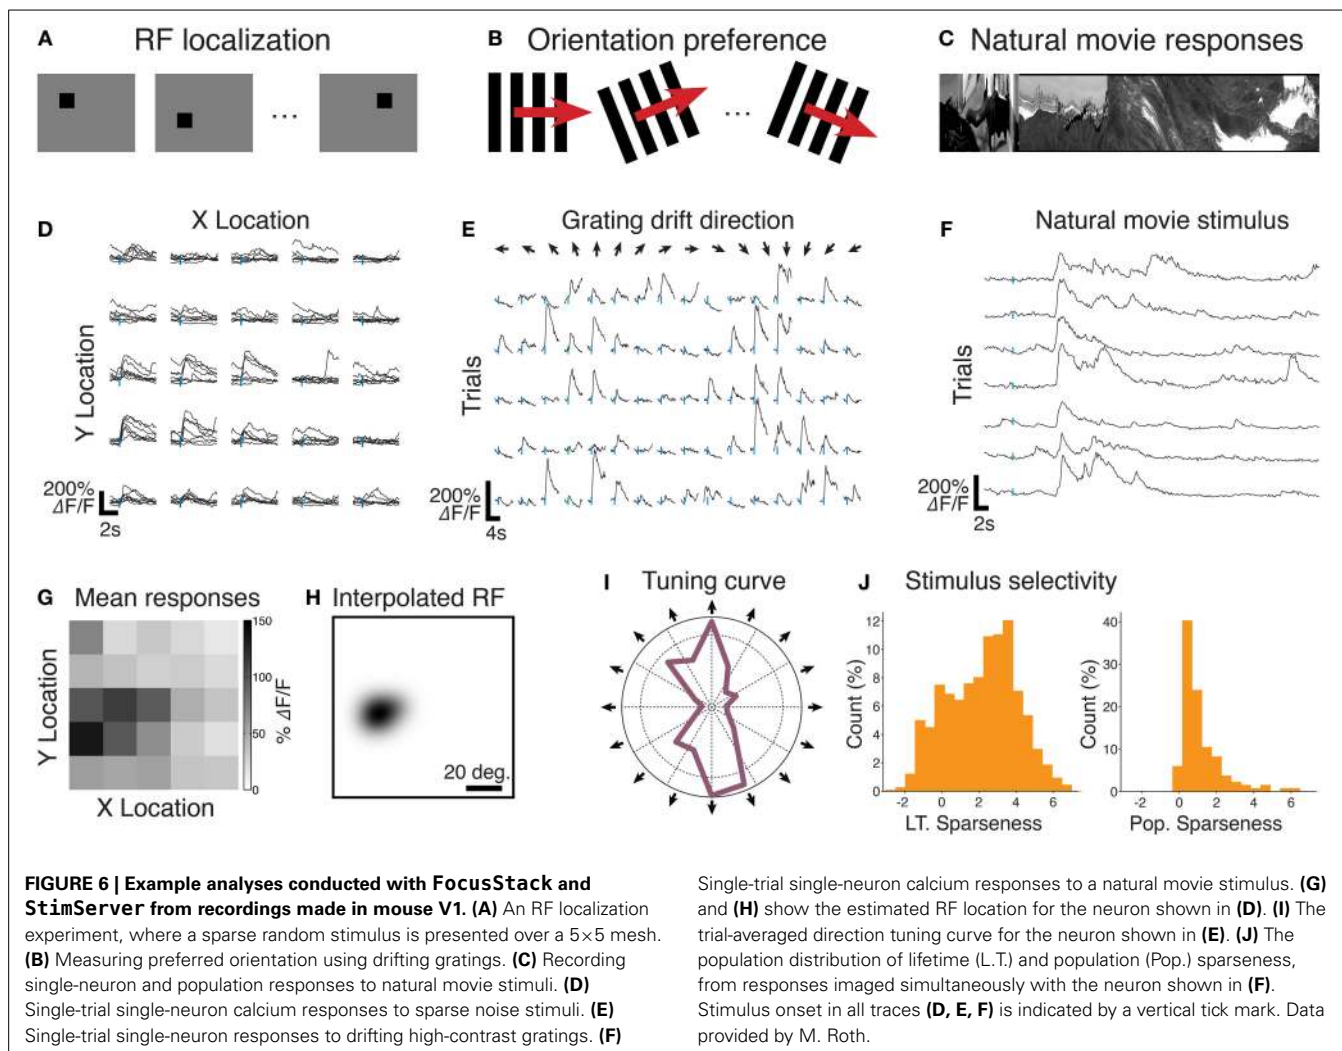 A RF localization
B Orientation preference
C Natural movie responses
...
...
D
X Location
Y Location
200%
ΔF/F
2s
E
Grating drift direction
Trials
200%
ΔF/F
4s
F
Natural movie stimulus
Trials
200%
ΔF/F
2s
G Mean responses
Y Location
X Location
150
100
50
0
% ΔF/F
H Interpolated RF
20 deg.
I Tuning curve
J Stimulus selectivity
Count (%)
12
10
8
6
4
2
0
-2 0 2 4 6
LT. Sparseness
Count (%)
40
30
20
10
0
-2 0 2 4 6
Pop. Sparseness
FIGURE 6 | Example analyses conducted with FocusStack and
StimServer from recordings made in mouse V1. (A) An RF localization
experiment, where a sparse random stimulus is presented over a 5×5 mesh.
(B) Measuring preferred orientation using drifting gratings. (C) Recording
single-neuron and population responses to natural movie stimuli. (D)
Single-trial single-neuron calcium responses to sparse noise stimuli. (E)
Single-trial single-neuron responses to drifting high-contrast gratings. (F)
Single-trial single-neuron calcium responses to a natural movie stimulus. (G)
and (H) show the estimated RF location for the neuron shown in (D). (I) The
trial-averaged direction tuning curve for the neuron shown in (E). (J) The
population distribution of lifetime (L.T.) and population (Pop.) sparseness,
from responses imaged simultaneously with the neuron shown in (F).
Stimulus onset in all traces (D, E, F) is indicated by a vertical tick mark. Data
provided by M. Roth.